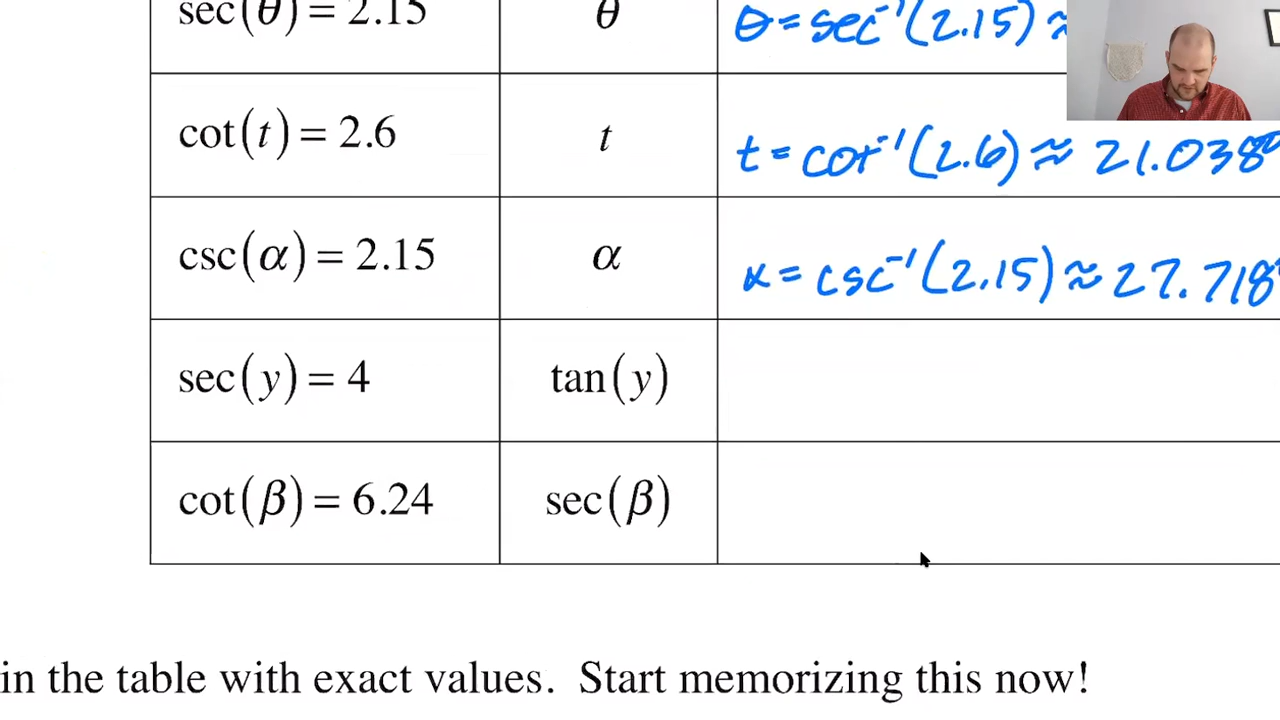 sec(θ) = 2.15 θ θ = sec⁻¹(2.15) ≈
cot(t) = 2.6 t t = cot⁻¹(2.6) ≈ 21.038°
csc(α) = 2.15 α α = csc⁻¹(2.15) ≈ 27.718°
sec(y) = 4 tan(y)
cot(β) = 6.24 sec(β)
in the table with exact values. Start memorizing this now!